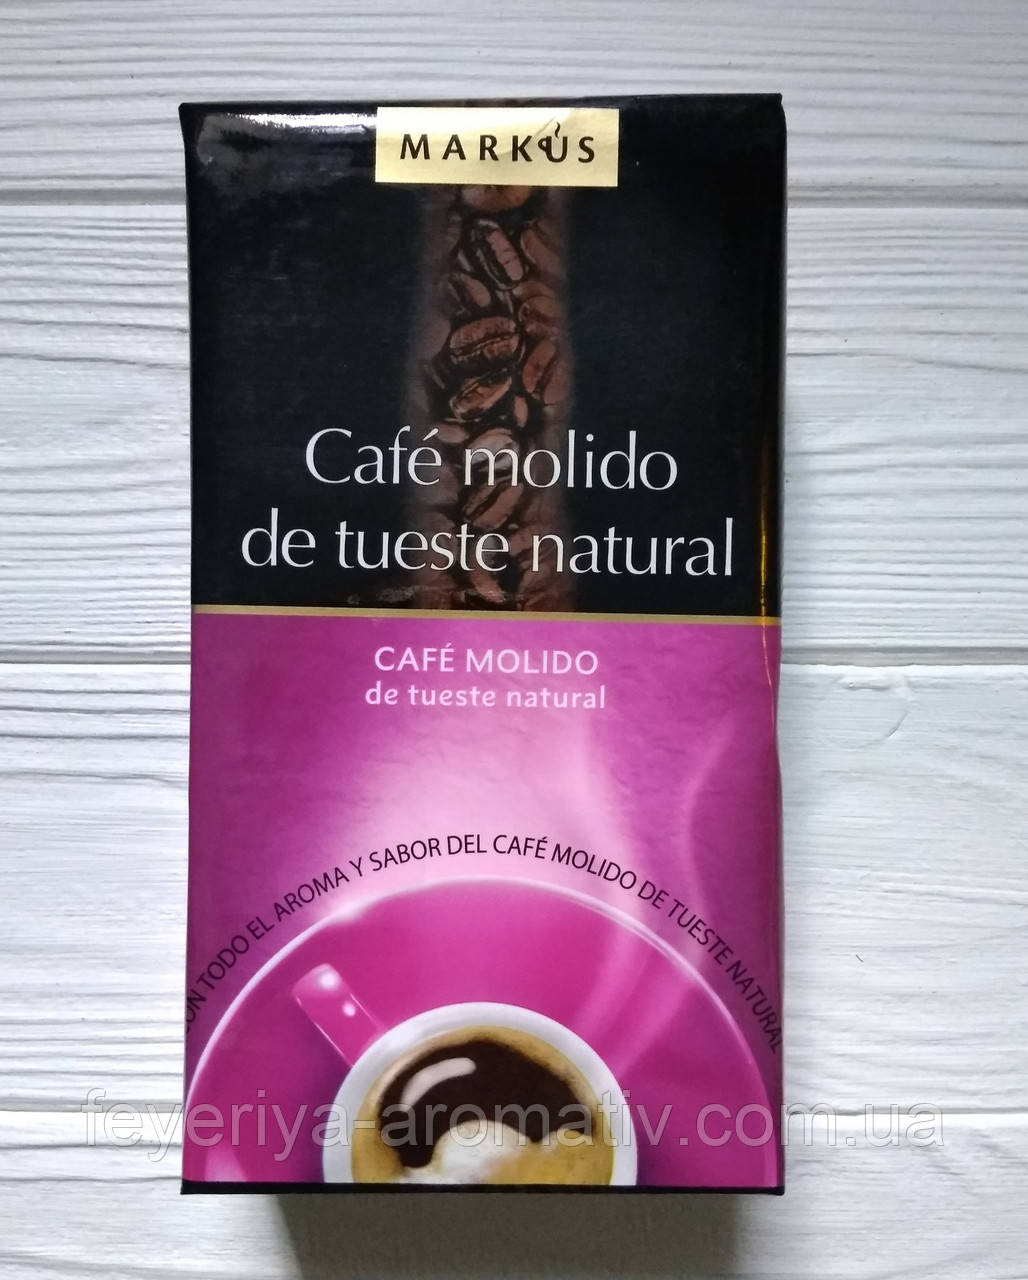 MARKUS
Café molido
de tueste natural
CAFÉ MOLIDO
de tueste natural
CON TODO EL AROMA Y SABOR DEL CAFÉ MOLIDO DE TUESTE NATURAL
feyeriya-aromativ.com.ua